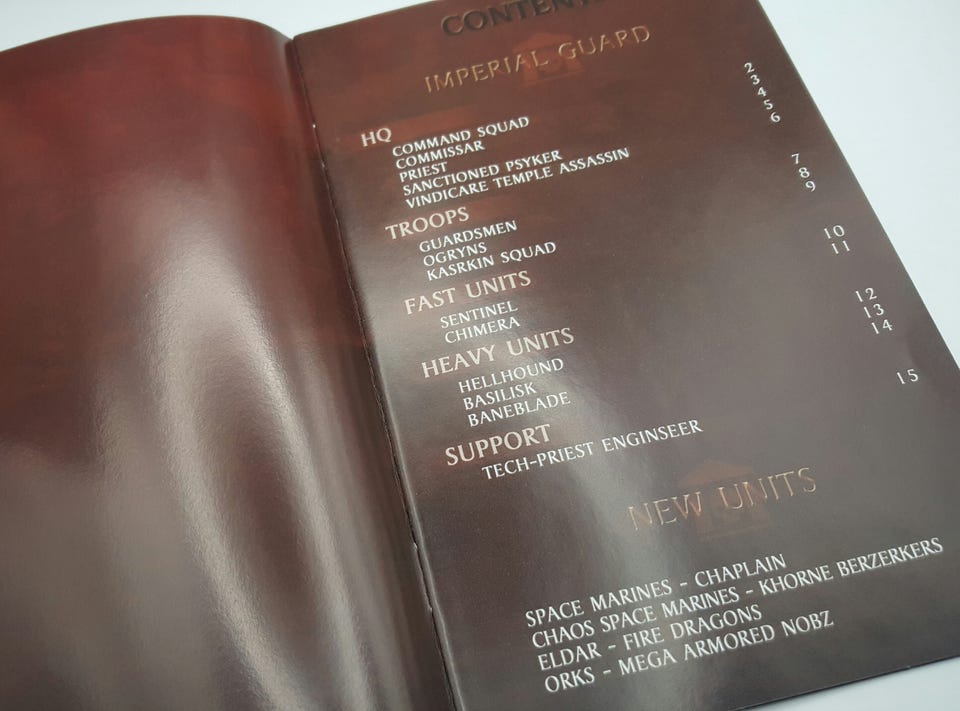 CONTENTS
IMPERIAL GUARD
HQ
COMMAND SQUAD 2
COMMISSAR 3
PRIEST 4
SANCTIONED PSYKER 5
VINDICARE TEMPLE ASSASSIN 6
TROOPS
GUARDSMEN 7
OGRYNS 8
KASRKIN SQUAD 9
FAST UNITS
SENTINEL 10
CHIMERA 11
HEAVY UNITS
HELLHOUND 12
BASILISK 13
BANEBLADE 14
SUPPORT
TECH-PRIEST ENGINSEER 15
NEW UNITS
SPACE MARINES - CHAPLAIN
CHAOS SPACE MARINES - KHORNE BERZERKERS
ELDAR - FIRE DRAGONS
ORKS - MEGA ARMORED NOBZ